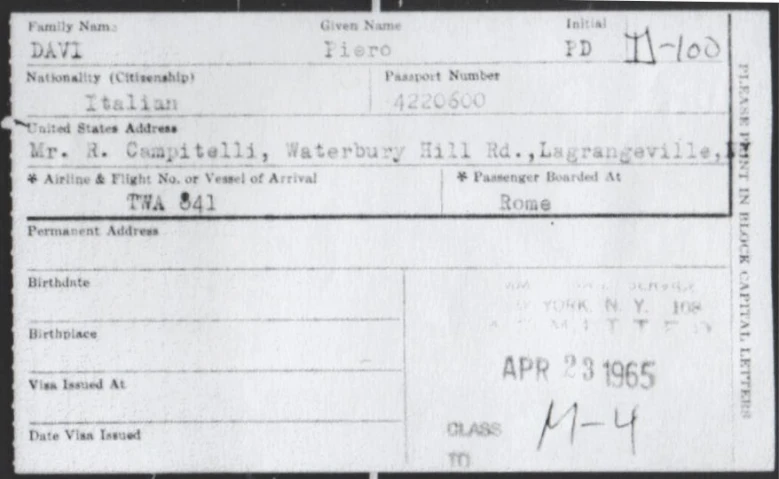 Family Name Given Name Initial
DAVI Piero PD D-100
Nationality (Citizenship) Passport Number
Italian 4220600
United States Address
Mr. R. Campitelli, Waterbury Hill Rd., Lagrangeville,
* Airline & Flight No. or Vessel of Arrival * Passenger Boarded At
TWA 841 Rome
Permanent Address
Birthdate
YORK, N. Y. 108
Birthplace
ADMITTED
APR 23 1965
Visa Issued At
CLASS M-4
Date Visa Issued
TO
PLEASE PRINT IN BLOCK CAPITAL LETTERS